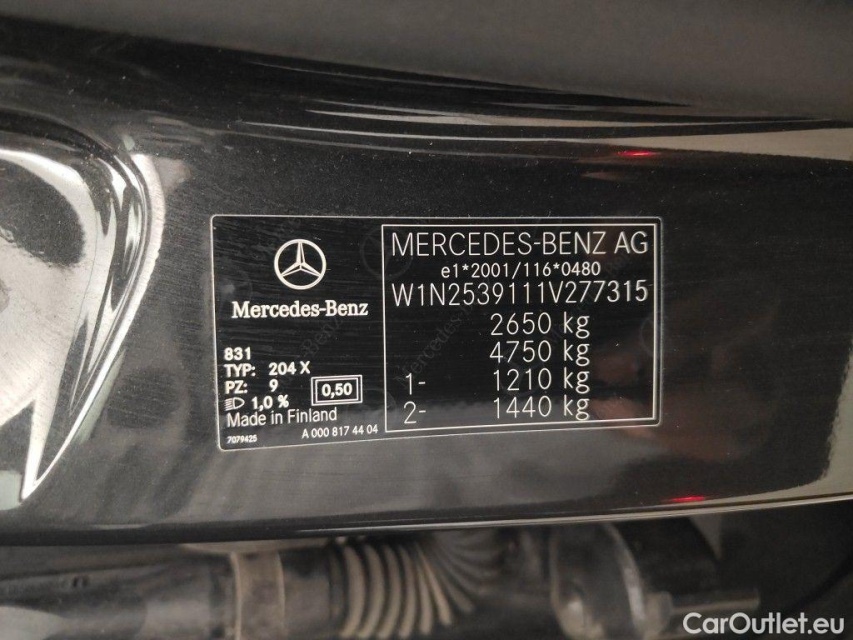 Mercedes-Benz
831
TYP: 204 X
PZ: 9
1,0 %
0,50
Made in Finland
7079425
A 000 817 44 04
MERCEDES-BENZ AG
e1*2001/116*0480
W1N2539111V277315
2650 kg
4750 kg
1- 1210 kg
2- 1440 kg
CarOutlet.eu